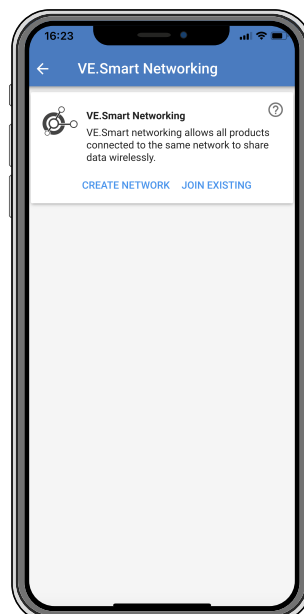 16:23
VE.Smart Networking
VE.Smart Networking
VE.Smart networking allows all products
connected to the same network to share
data wirelessly.
CREATE NETWORK JOIN EXISTING